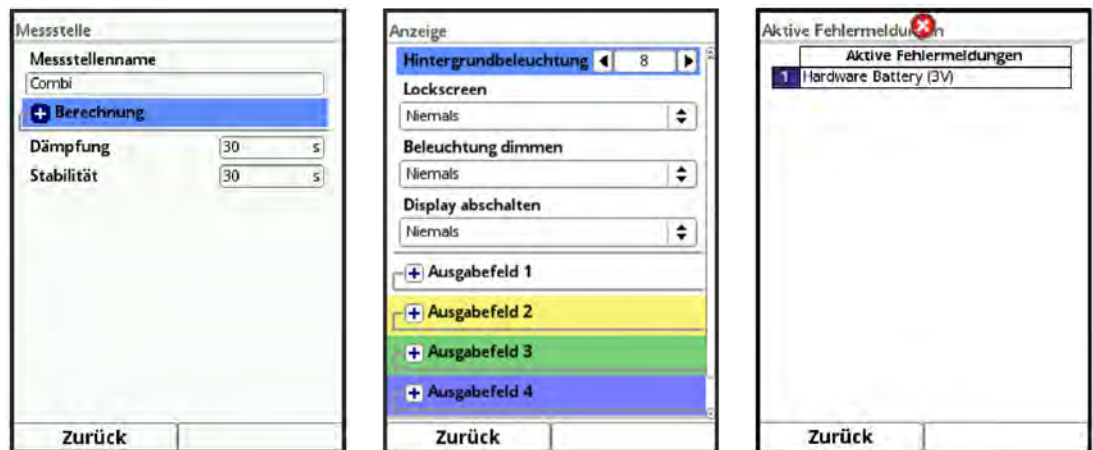 Messstelle
Messstellenname
Combi
Berechnung
Dämpfung 30 s
Stabilität 30 s
Zurück
Anzeige
Hintergrundbeleuchtung 8
Lockscreen
Niemals
Beleuchtung dimmen
Niemals
Display abschalten
Niemals
Ausgabefeld 1
Ausgabefeld 2
Ausgabefeld 3
Ausgabefeld 4
Zurück
Aktive Fehlermeldungen
Aktive Fehlermeldungen
1 Hardware Battery (3V)
Zurück